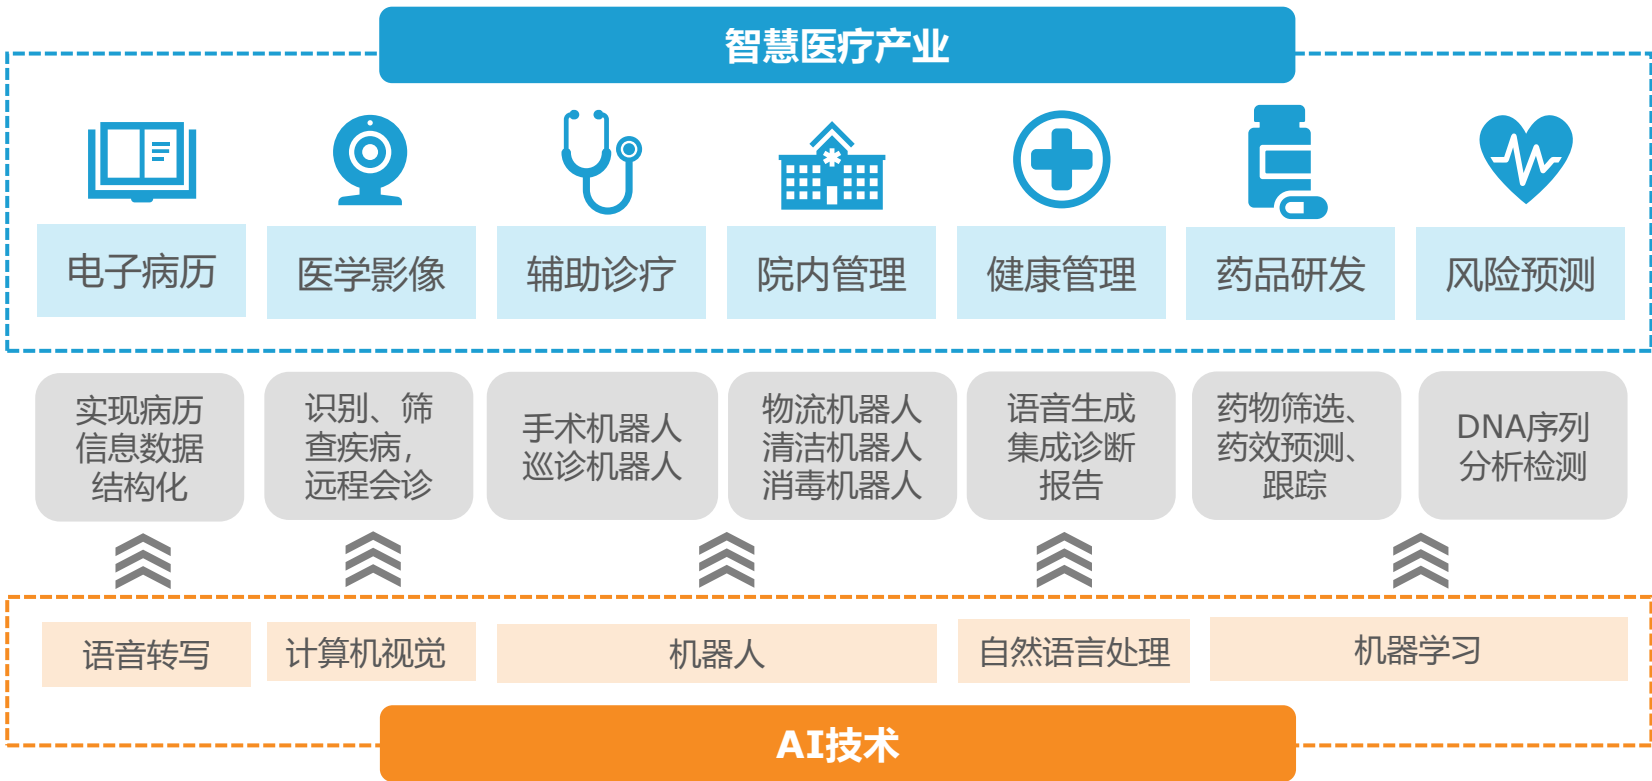 智慧医疗产业
电子病历
医学影像
辅助诊疗
院内管理
健康管理
药品研发
风险预测
实现病历
信息数据
结构化
识别、筛
查疾病，
远程会诊
手术机器人
巡诊机器人
物流机器人
清洁机器人
消毒机器人
语音生成
集成诊断
报告
药物筛选、
药效预测、
跟踪
DNA序列
分析检测
语音转写
计算机视觉
机器人
自然语言处理
机器学习
AI技术